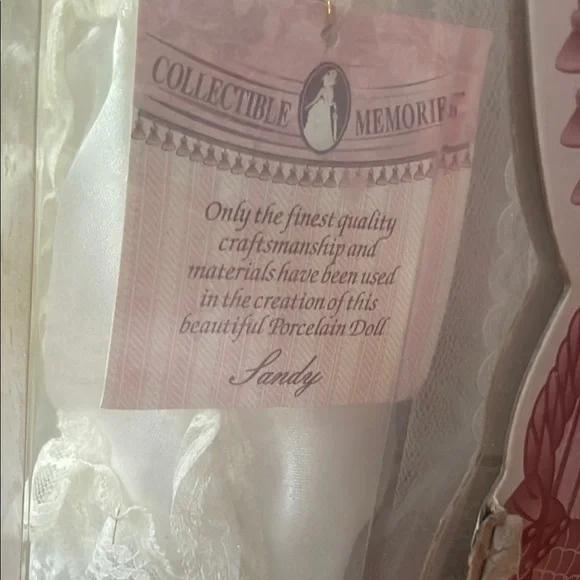 COLLECTIBLE MEMORIE
Only the finest quality
craftsmanship and
materials have been used
in the creation of this
beautiful Porcelain Doll
Sandy